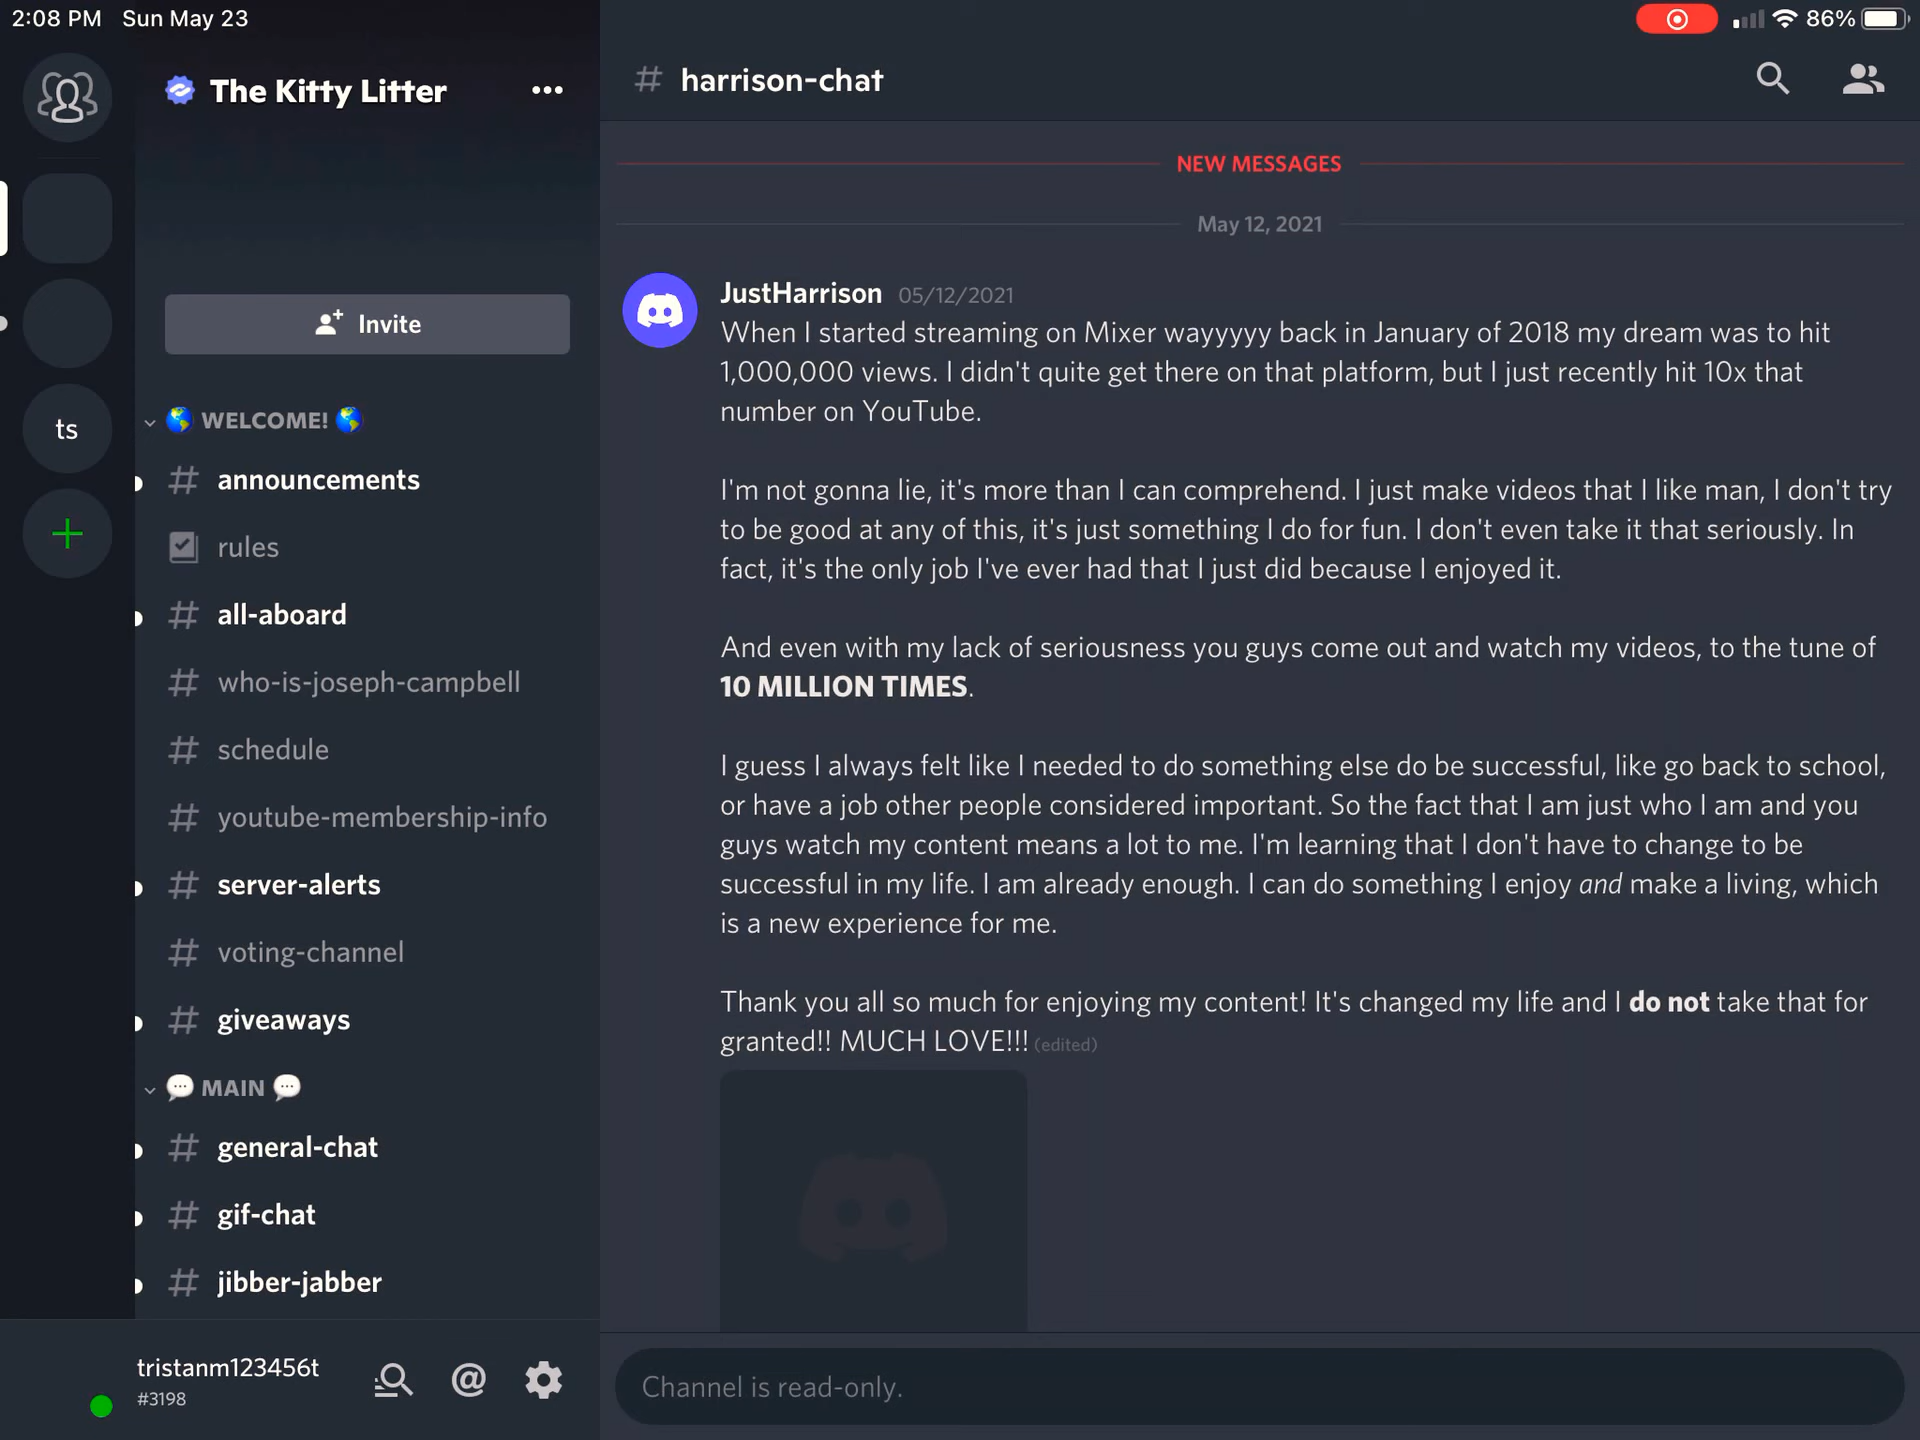 2:08 PM Sun May 23
86%
The Kitty Litter
...
Invite
ts
🌎 WELCOME! 🌎
# announcements
rules
# all-aboard
# who-is-joseph-campbell
# schedule
# youtube-membership-info
# server-alerts
# voting-channel
# giveaways
💬 MAIN 💬
# general-chat
# gif-chat
# jibber-jabber
tristanm123456t
#3198
@
# harrison-chat
NEW MESSAGES
May 12, 2021
JustHarrison 05/12/2021
When I started streaming on Mixer wayyyyy back in January of 2018 my dream was to hit
1,000,000 views. I didn't quite get there on that platform, but I just recently hit 10x that
number on YouTube.
I'm not gonna lie, it's more than I can comprehend. I just make videos that I like man, I don't try
to be good at any of this, it's just something I do for fun. I don't even take it that seriously. In
fact, it's the only job I've ever had that I just did because I enjoyed it.
And even with my lack of seriousness you guys come out and watch my videos, to the tune of
10 MILLION TIMES.
I guess I always felt like I needed to do something else do be successful, like go back to school,
or have a job other people considered important. So the fact that I am just who I am and you
guys watch my content means a lot to me. I'm learning that I don't have to change to be
successful in my life. I am already enough. I can do something I enjoy and make a living, which
is a new experience for me.
Thank you all so much for enjoying my content! It's changed my life and I do not take that for
granted!! MUCH LOVE!!! (edited)
Channel is read-only.